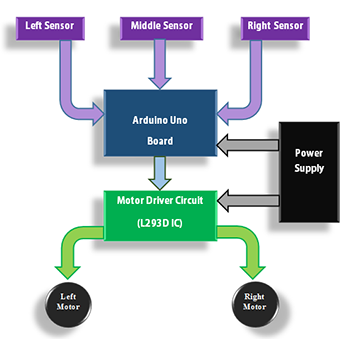 Left Sensor
Middle Sensor
Right Sensor
Arduino Uno
Board
Power
Supply
Motor Driver Circuit
(L293D IC)
Left
Motor
Right
Motor